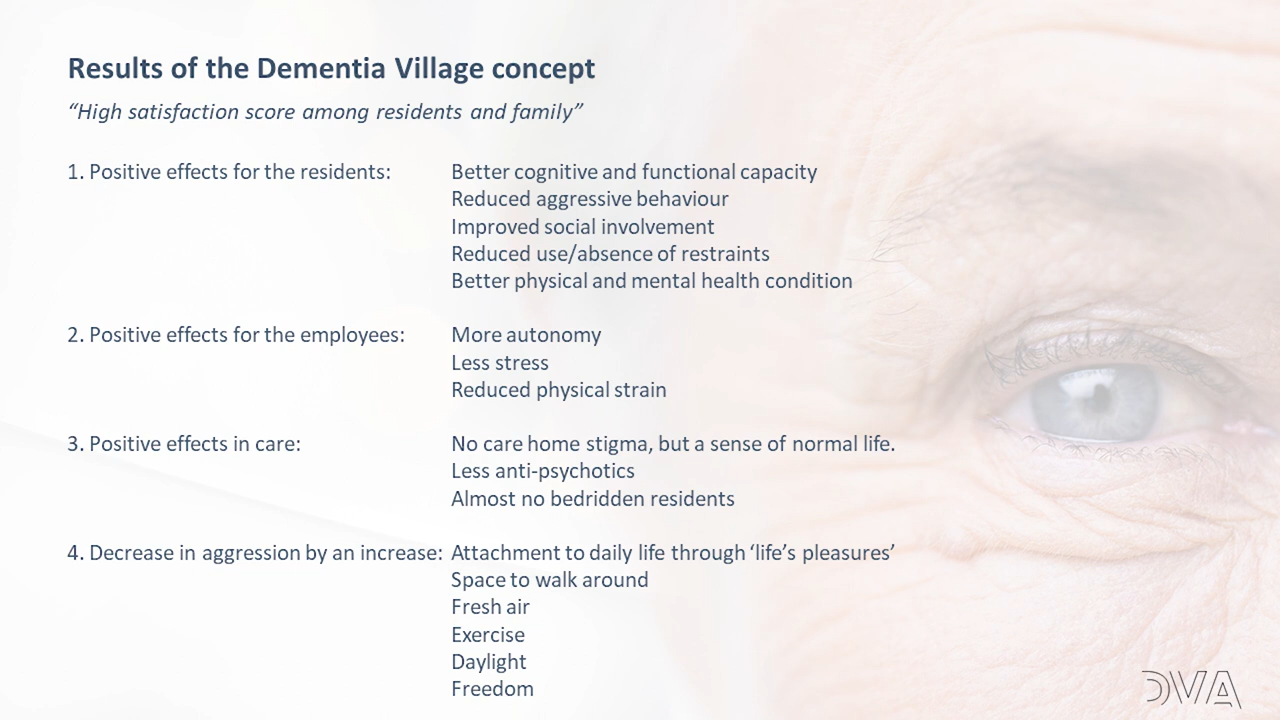 Results of the Dementia Village concept
“High satisfaction score among residents and family”
1. Positive effects for the residents: Better cognitive and functional capacity
Reduced aggressive behaviour
Improved social involvement
Reduced use/absence of restraints
Better physical and mental health condition
2. Positive effects for the employees: More autonomy
Less stress
Reduced physical strain
3. Positive effects in care: No care home stigma, but a sense of normal life.
Less anti-psychotics
Almost no bedridden residents
4. Decrease in aggression by an increase: Attachment to daily life through ‘life’s pleasures’
Space to walk around
Fresh air
Exercise
Daylight
Freedom
DVA